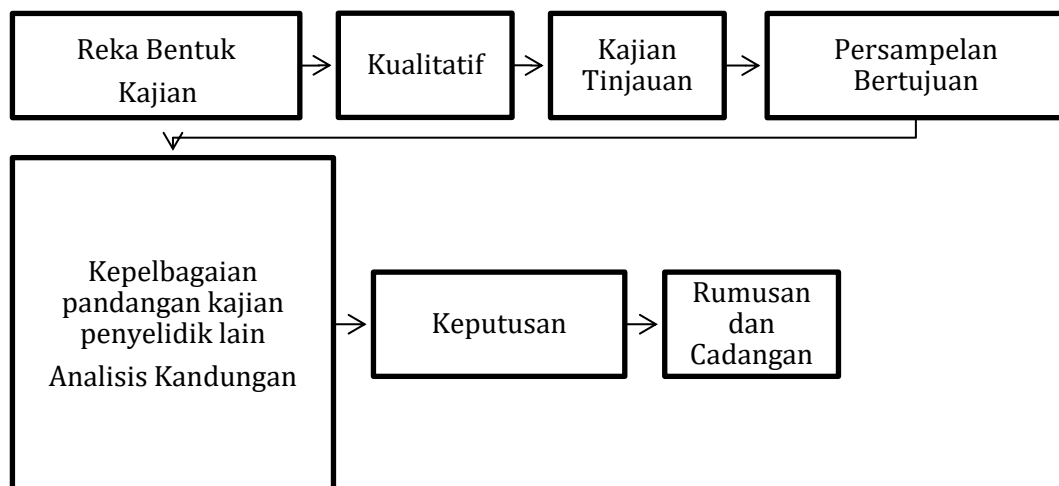 Reka Bentuk
Kajian
Kualitatif
Kajian
Tinjauan
Persampelan
Bertujuan
Kepelbagaian
pandangan kajian
penyelidik lain
Analisis Kandungan
Keputusan
Rumusan
dan
Cadangan